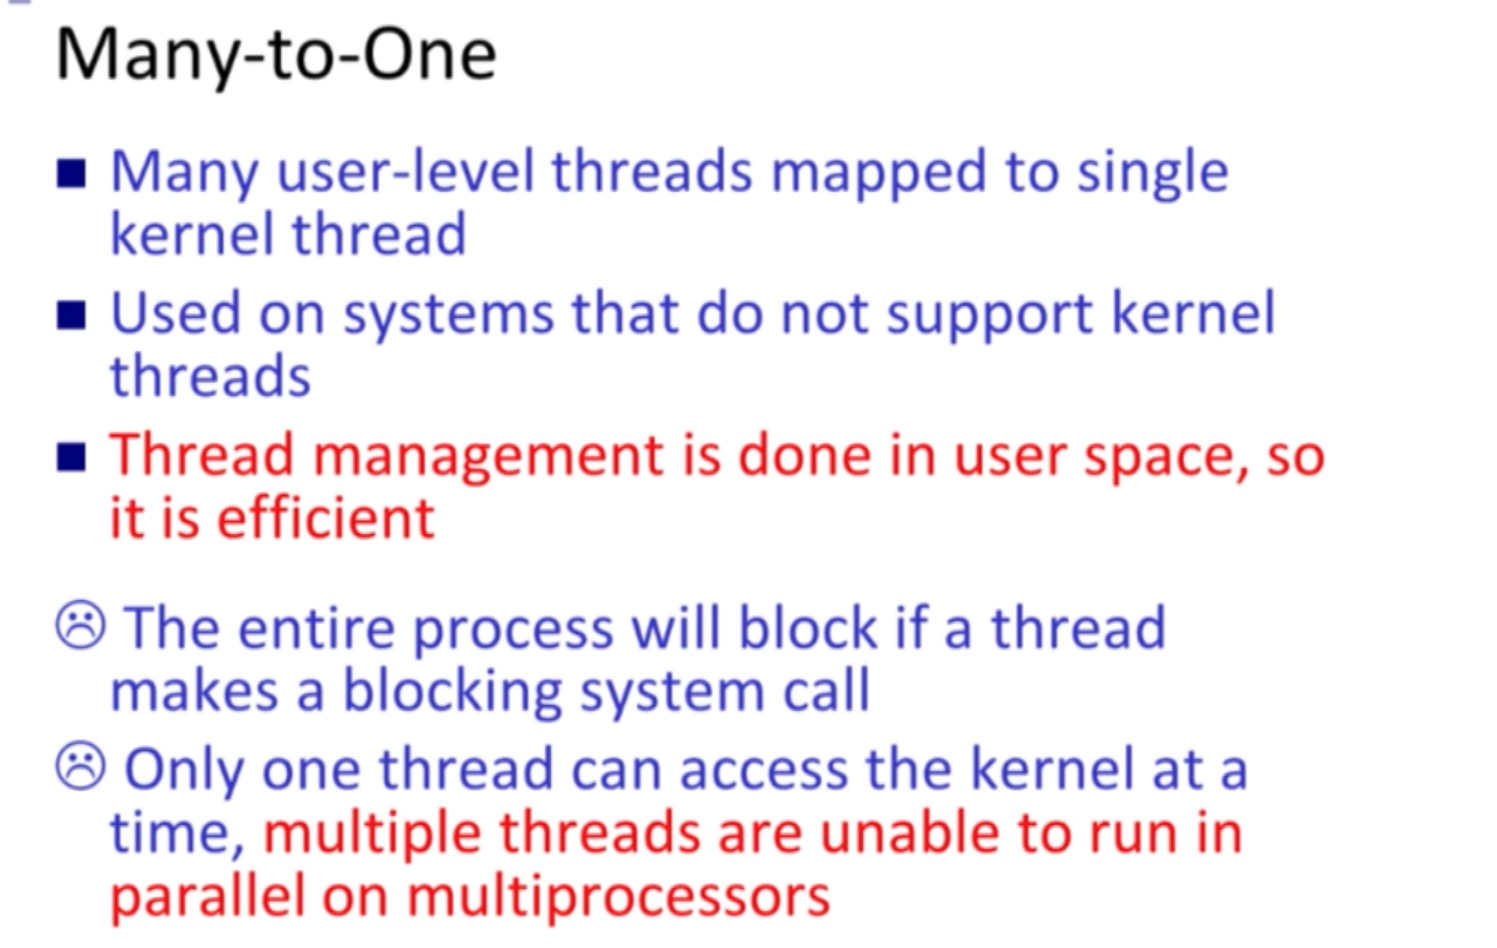 Many-to-One
■ Many user-level threads mapped to single
kernel thread
■ Used on systems that do not support kernel
threads
■ Thread management is done in user space, so
it is efficient
☹ The entire process will block if a thread
makes a blocking system call
☹ Only one thread can access the kernel at a
time, multiple threads are unable to run in
parallel on multiprocessors